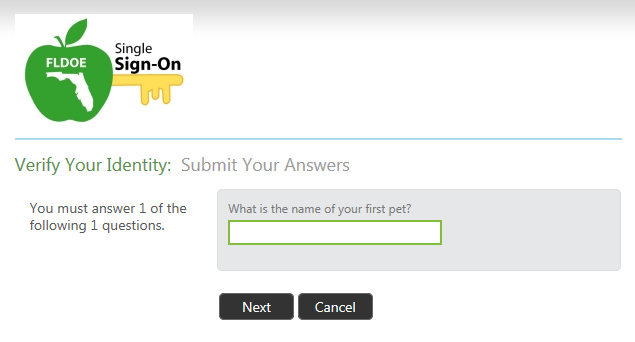 FLDOE
Single
Sign-On
Verify Your Identity: Submit Your Answers
You must answer 1 of the
following 1 questions.
What is the name of your first pet?
Next Cancel